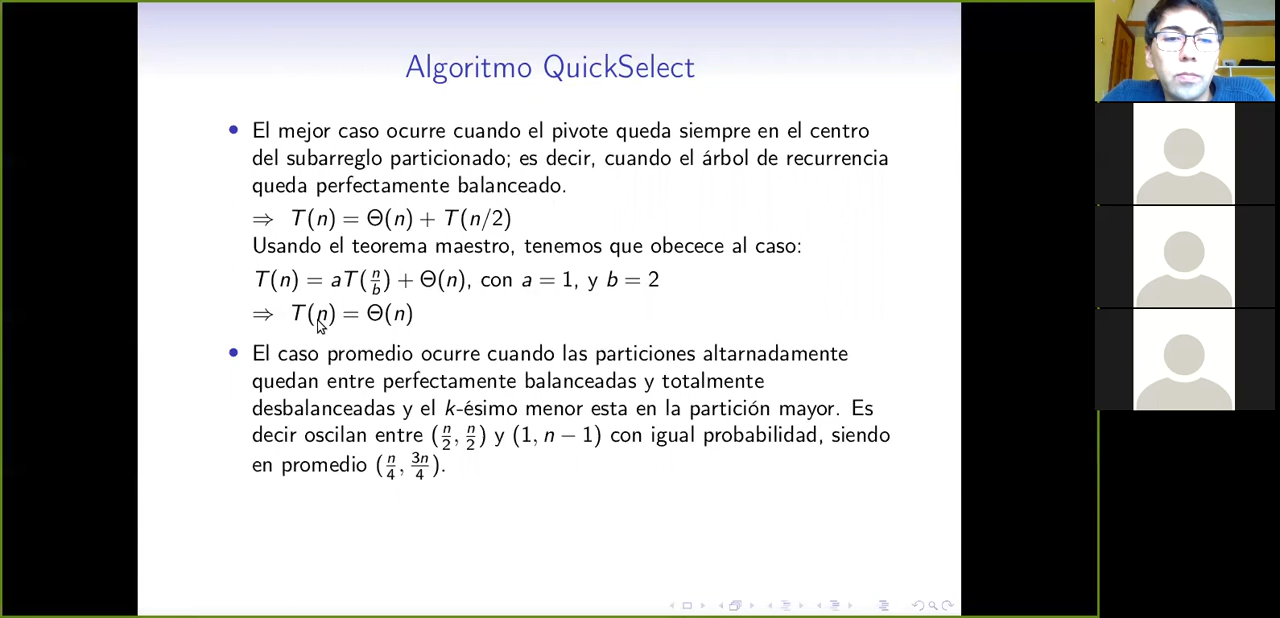 Algoritmo QuickSelect
• El mejor caso ocurre cuando el pivote queda siempre en el centro
del subarreglo particionado; es decir, cuando el árbol de recurrencia
queda perfectamente balanceado.
⇒ T(n) = Θ(n) + T(n/2)
Usando el teorema maestro, tenemos que obecece al caso:
T(n) = aT(n/b) + Θ(n), con a = 1, y b = 2
⇒ T(n) = Θ(n)
• El caso promedio ocurre cuando las particiones altarnadamente
quedan entre perfectamente balanceadas y totalmente
desbalanceadas y el k-ésimo menor esta en la partición mayor. Es
decir oscilan entre (n/2, n/2) y (1, n − 1) con igual probabilidad, siendo
en promedio (n/4, 3n/4).